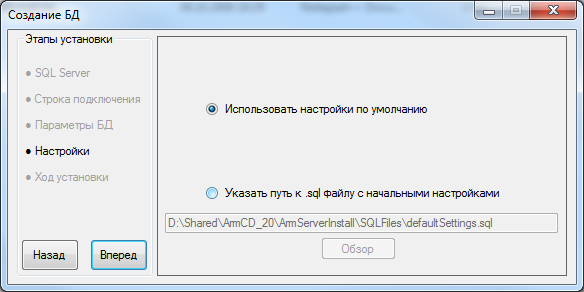 Создание БД
Этапы установки
● SQL Server
● Строка подключения
● Параметры БД
● Настройки
● Ход установки
Использовать настройки по умолчанию
Указать путь к .sql файлу с начальными настройками
D:\Shared\ArmCD_20\ArmServerInstall\SQLFiles\defaultSettings.sql
Обзор
Назад
Вперед